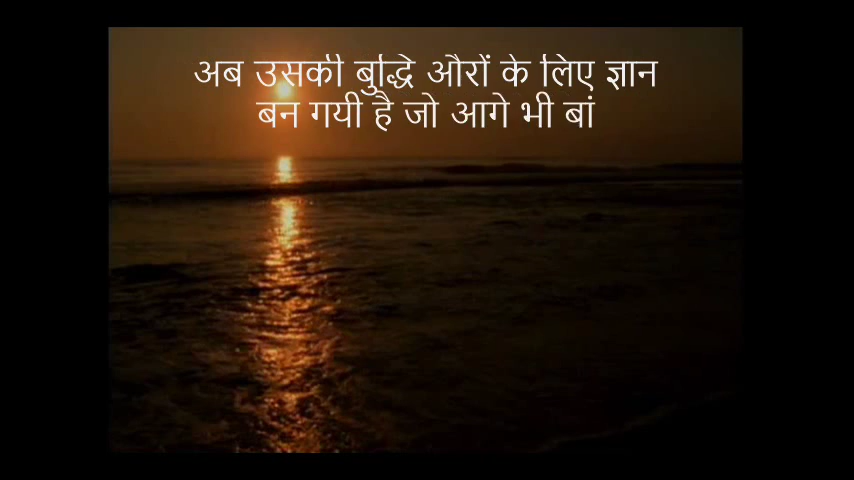 अब उसकी बुद्धि औरों के लिए ज्ञान
बन गयी है जो आगे भी बां